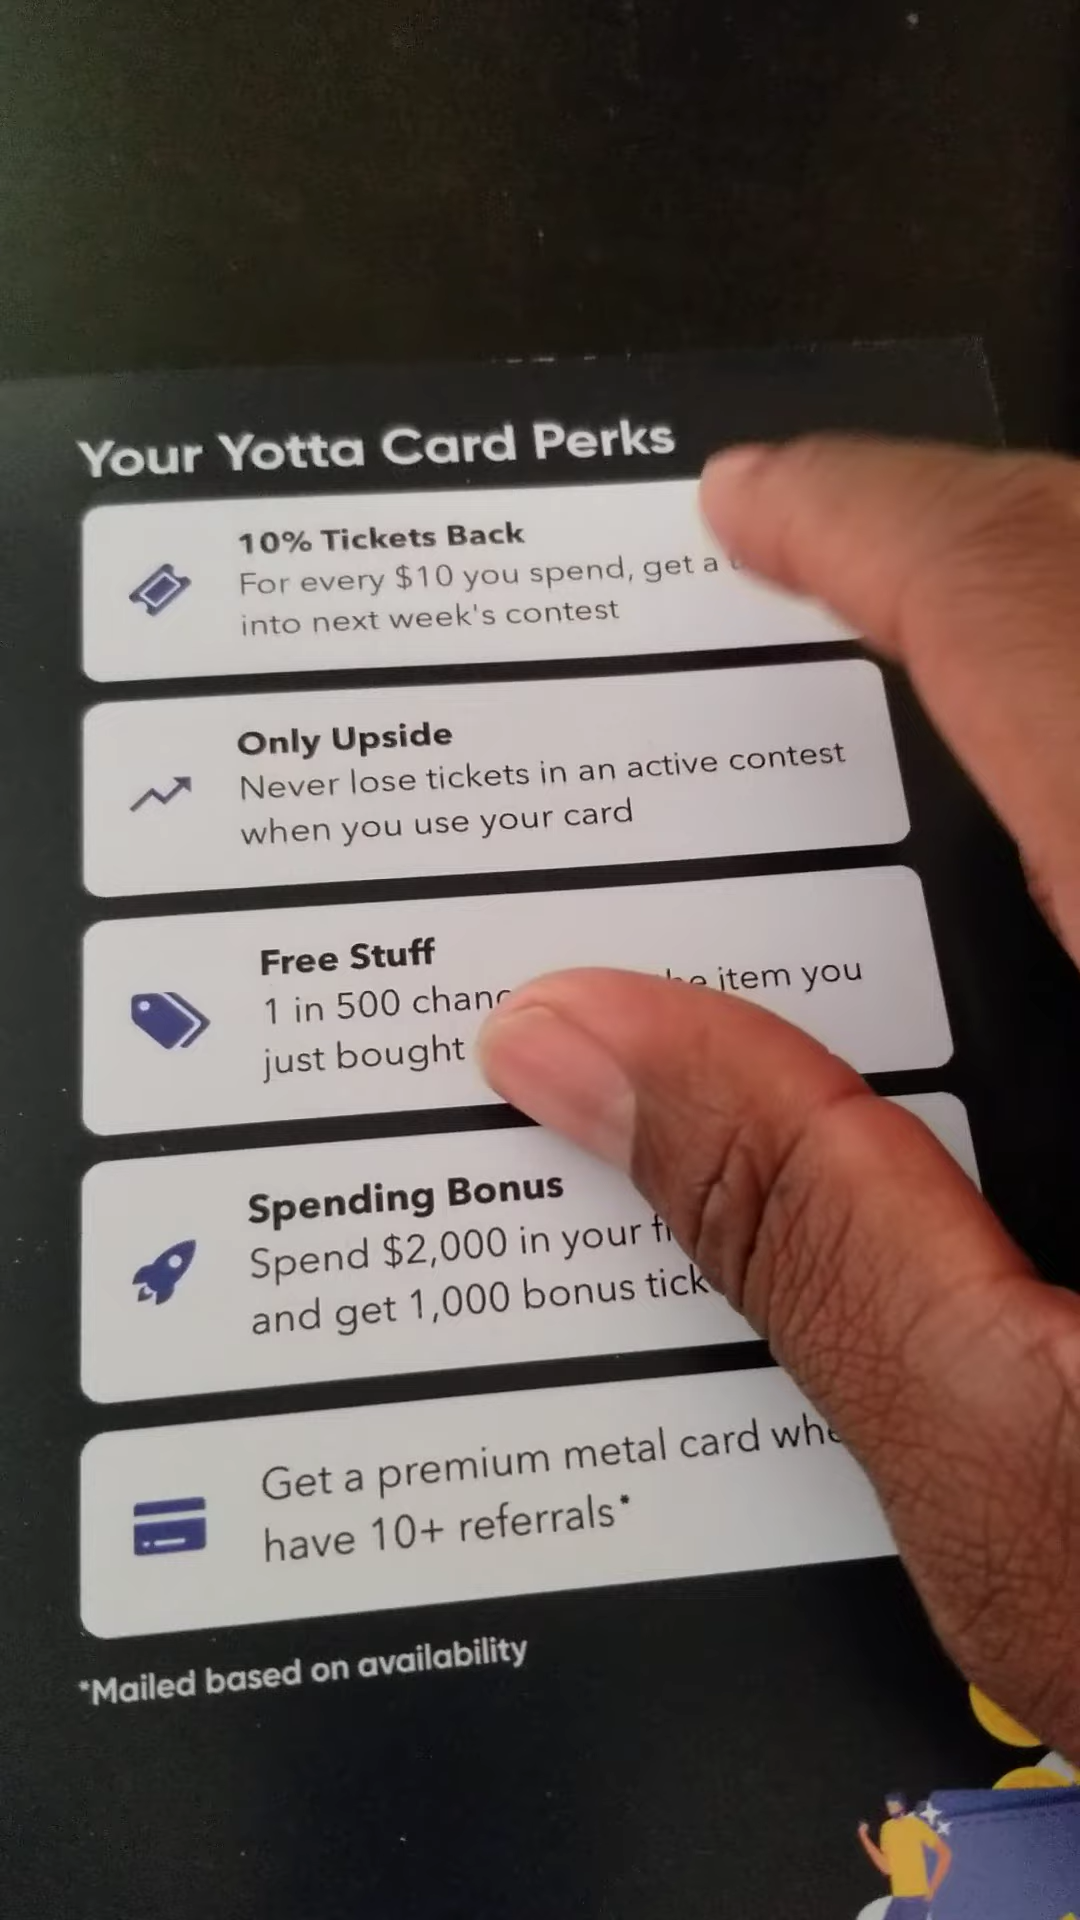 Your Yotta Card Perks
10% Tickets Back
For every $10 you spend, get a
into next week's contest
Only Upside
Never lose tickets in an active contest
when you use your card
Free Stuff
1 in 500 item you
just bought
Spending Bonus
Spend $2,000 in your
and get 1,000 bonus
Get a premium metal card
have 10+ referrals*
*Mailed based on availability